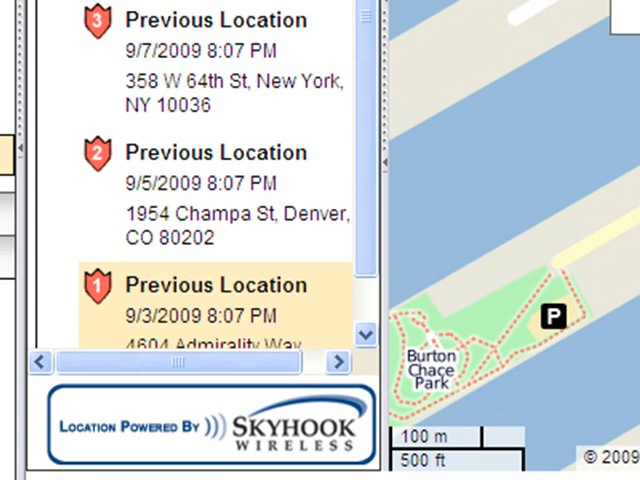 3
Previous Location
9/7/2009 8:07 PM
358 W 64th St, New York,
NY 10036
2
Previous Location
9/5/2009 8:07 PM
1954 Champa St, Denver,
CO 80202
1
Previous Location
9/3/2009 8:07 PM
4604 Admirality Way
LOCATION POWERED BY SKYHOOK
WIRELESS
P
Burton
Chace
Park
100 m
500 ft
© 2009